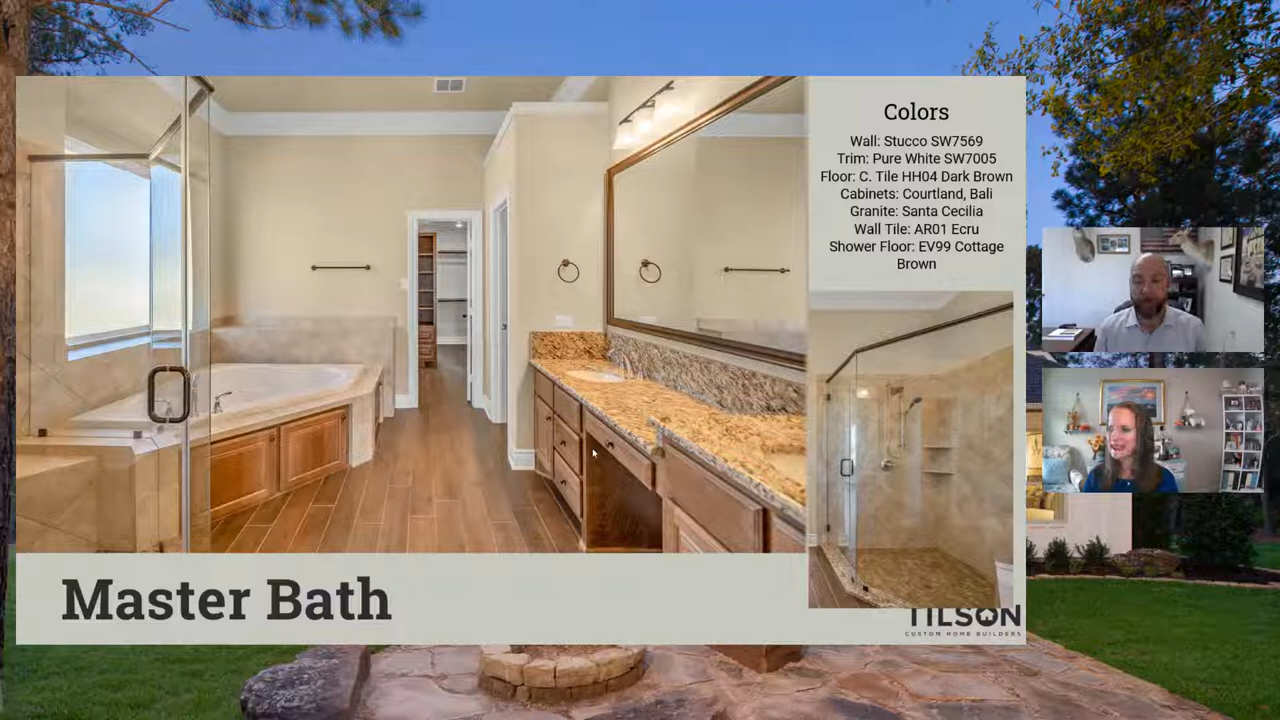 Colors
Wall: Stucco SW7569
Trim: Pure White SW7005
Floor: C. Tile HH04 Dark Brown
Cabinets: Courtland, Bali
Granite: Santa Cecilia
Wall Tile: AR01 Ecru
Shower Floor: EV99 Cottage
Brown
Master Bath
TILSON
CUSTOM HOME BUILDERS